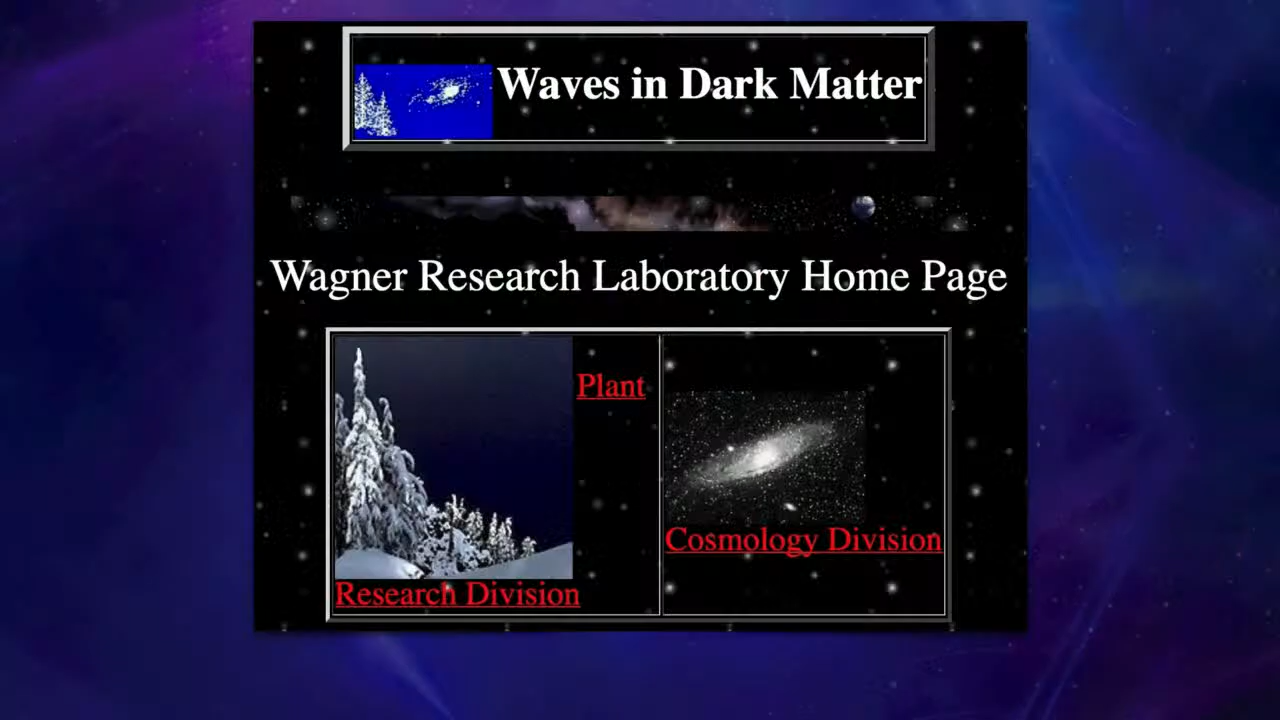 Waves in Dark Matter
Wagner Research Laboratory Home Page
Plant
Research Division
Cosmology Division